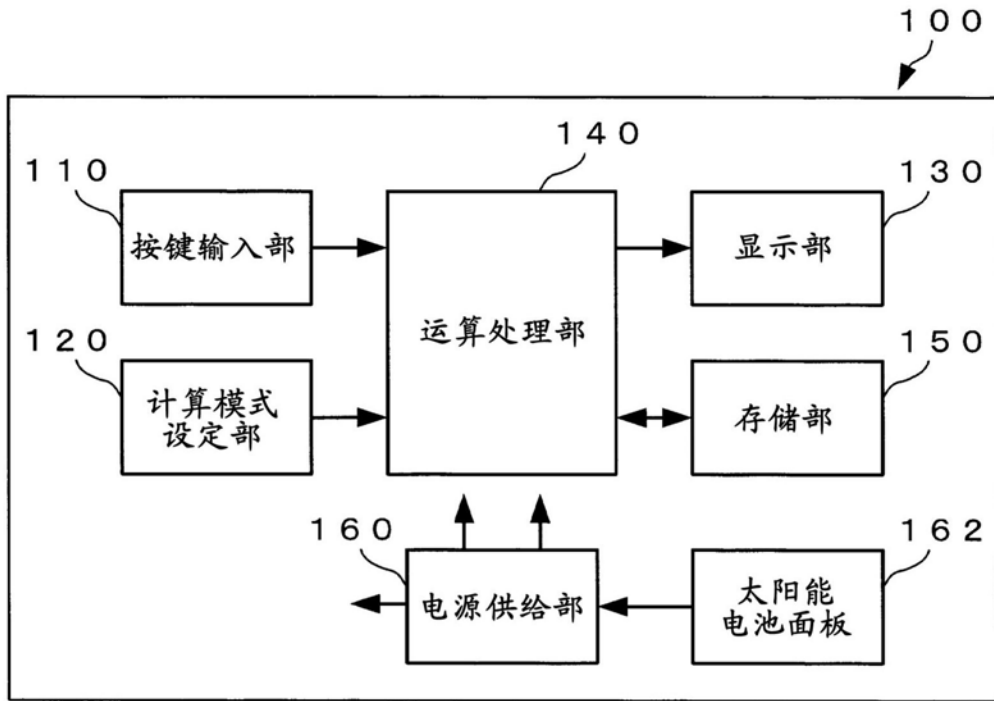 １００
１４０
１１０
１３０
按键输入部
显示部
运算处理部
１２０
１５０
计算模式
设定部
存储部
１６０
１６２
电源供给部
太阳能
电池面板